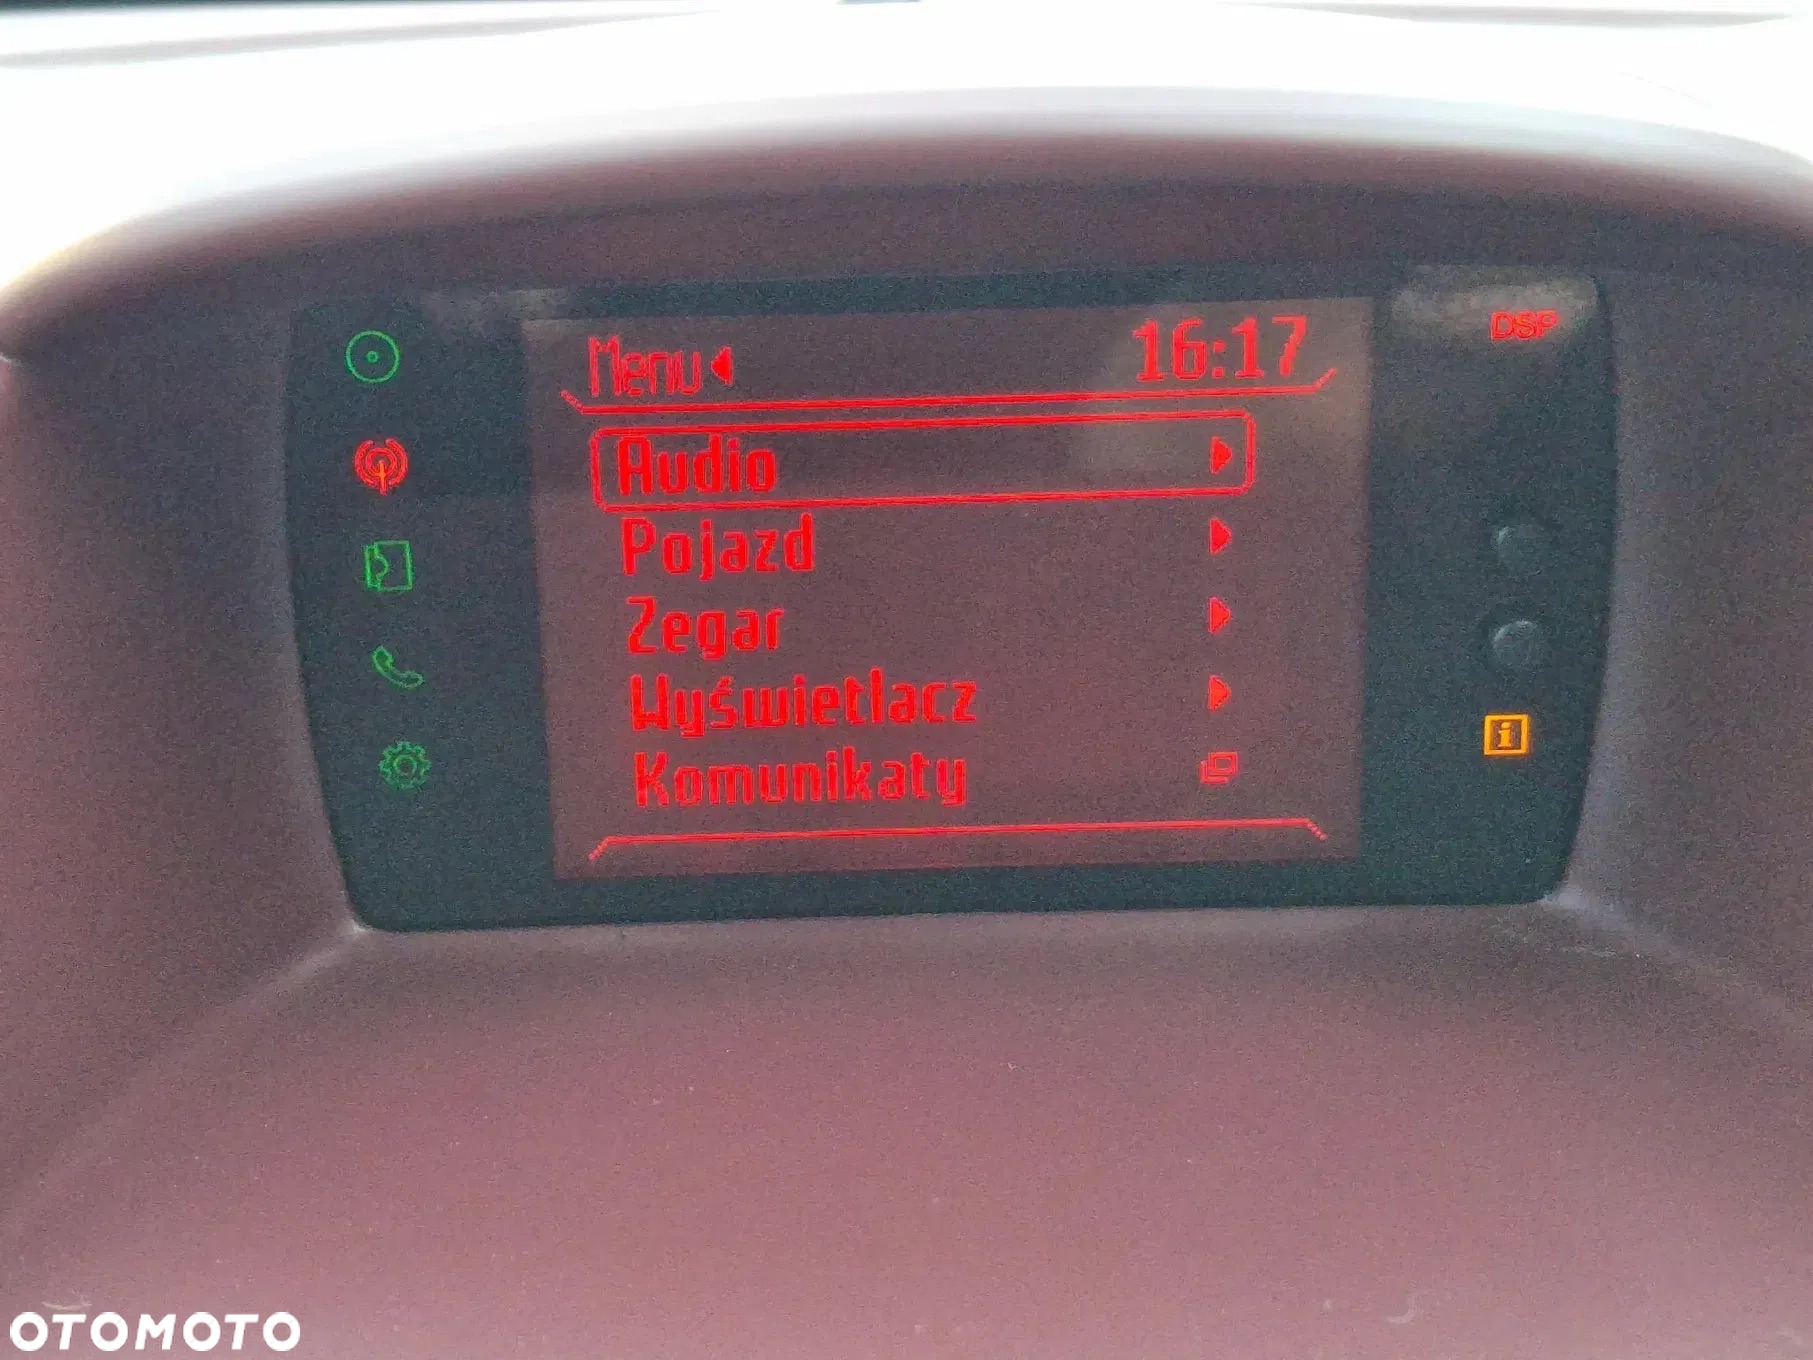 Menu
16:17
DSP
Audio
Pojazd
Zegar
Wyświetlacz
Komunikaty
i
OTOMOTO